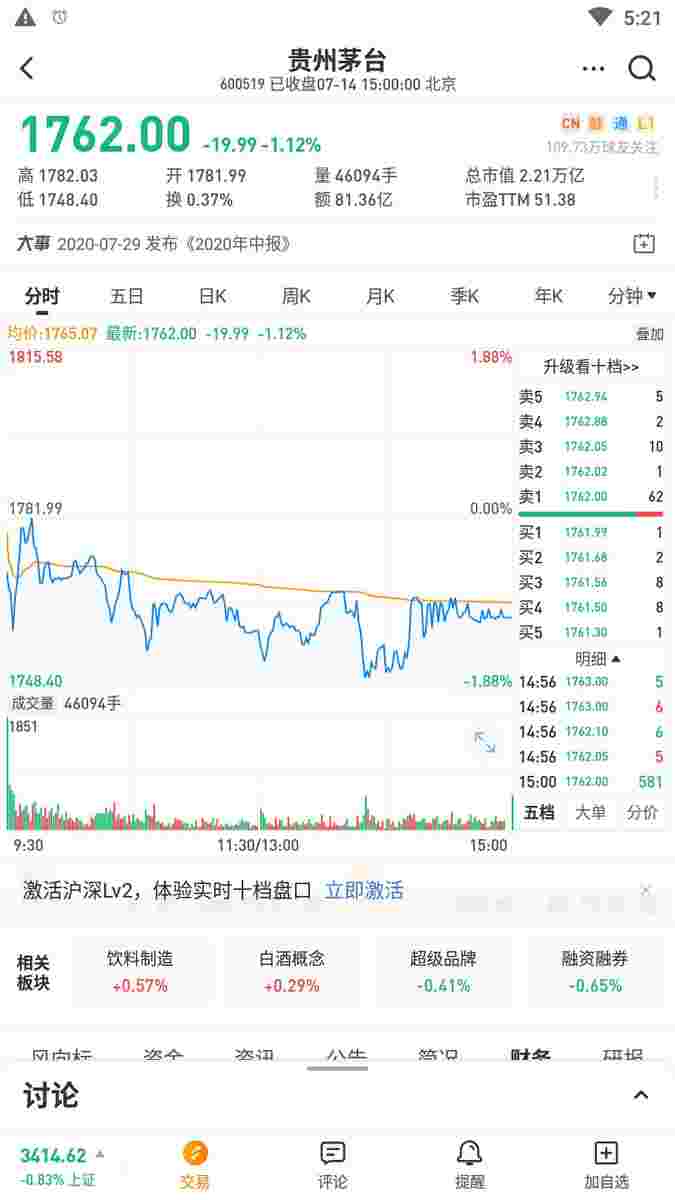 5:21
贵州茅台
600519 已收盘07-14 15:00:00 北京
1762.00 -19.99 -1.12%
CN 融 通 L1
109.73万球友关注
高 1782.03 开 1781.99 量 46094手 总市值 2.21万亿
低 1748.40 换 0.37% 额 81.36亿 市盈TTM 51.38
大事 2020-07-29 发布《2020年中报》
分时 五日 日K 周K 月K 季K 年K 分钟
均价:1765.07 最新:1762.00 -19.99 -1.12% 叠加
1815.58 1.88%
升级看十档>>
卖5 1762.94 5
卖4 1762.88 2
卖3 1762.05 10
卖2 1762.02 1
卖1 1762.00 62
1781.99 0.00%
买1 1761.99 1
买2 1761.68 2
买3 1761.56 8
买4 1761.50 8
买5 1761.30 1
明细
1748.40 -1.88%
14:56 1763.00 5
成交量 46094手
14:56 1763.00 6
1851
14:56 1762.10 6
14:56 1762.05 5
15:00 1762.00 581
五档 大单 分价
9:30 11:30/13:00 15:00
激活沪深Lv2，体验实时十档盘口 立即激活
相关板块
饮料制造 白酒概念 超级品牌 融资融券
+0.57% +0.29% -0.41% -0.65%
风向标 资金 资讯 公告 简况 财务 研报
讨论
3414.62
-0.83% 上证
交易 评论 提醒 加自选